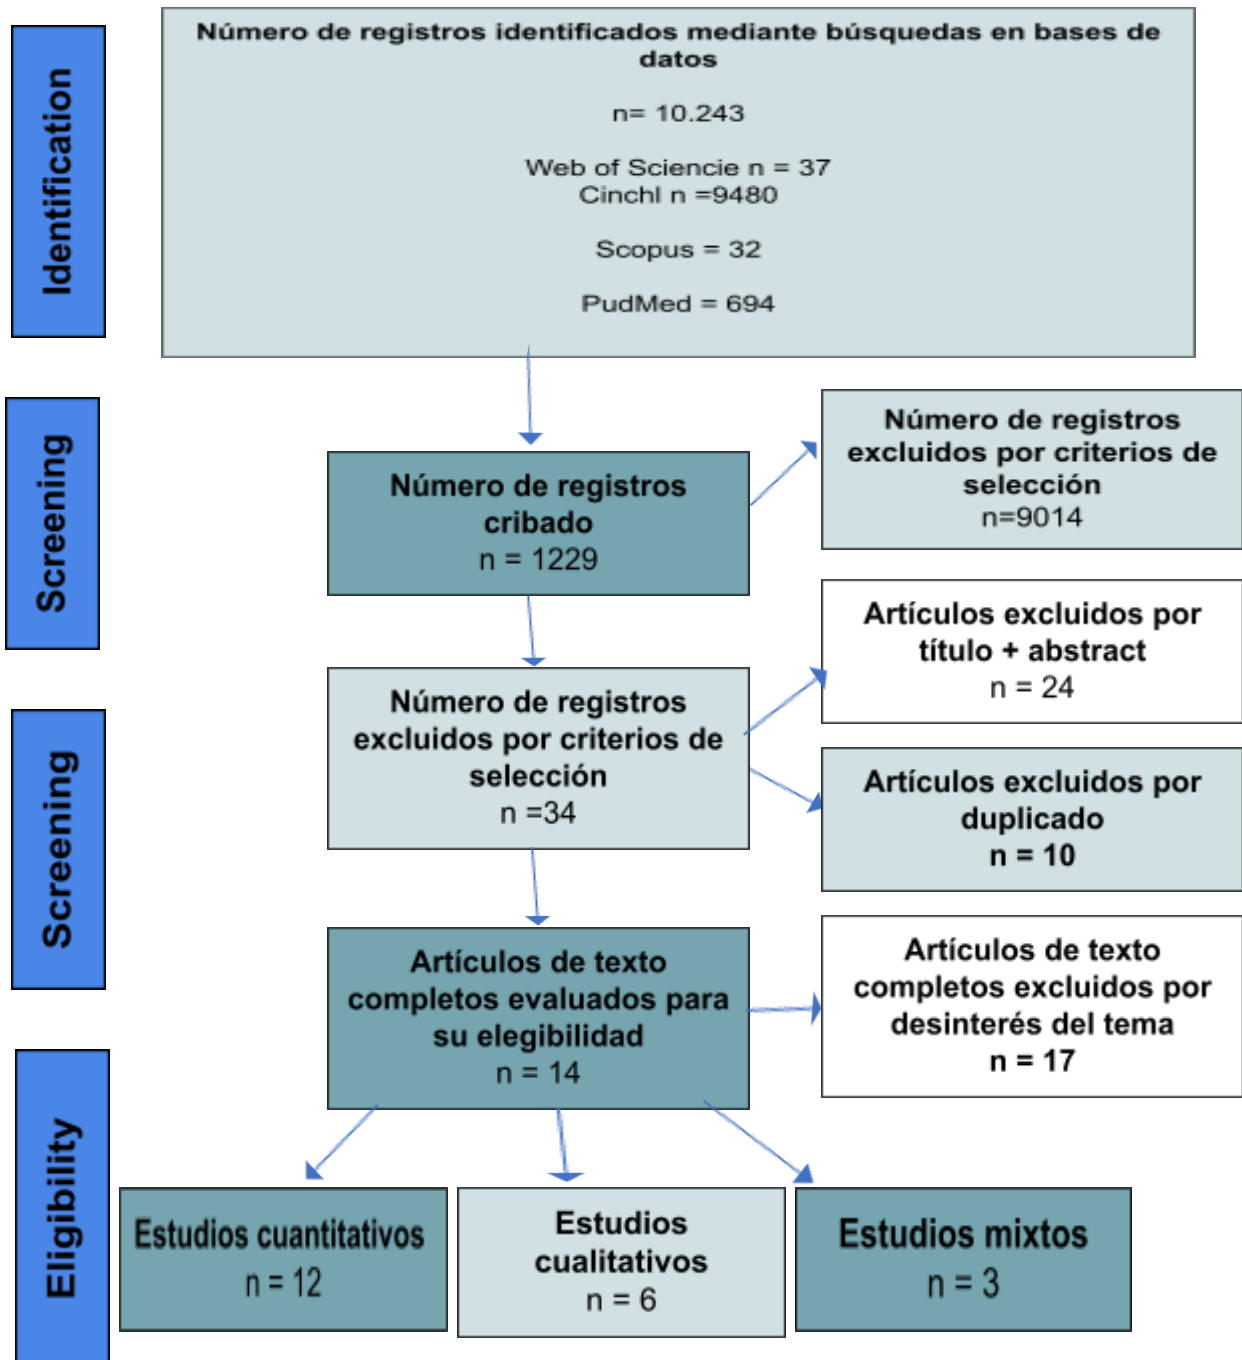 Identification
Número de registros identificados mediante búsquedas en bases de
datos
n= 10.243
Web of Sciencie n = 37
Cinchl n =9480
Scopus = 32
PudMed = 694
Screening
Número de registros
cribado
n = 1229
Número de registros
excluidos por criterios de
selección
n=9014
Screening
Número de registros
excluidos por criterios de
selección
n =34
Artículos excluidos por
título + abstract
n = 24
Artículos excluidos por
duplicado
n = 10
Artículos de texto
completos evaluados para
su elegibilidad
n = 14
Artículos de texto
completos excluidos por
desinterés del tema
n = 17
Eligibility
Estudios cuantitativos
n = 12
Estudios
cualitativos
n = 6
Estudios mixtos
n = 3